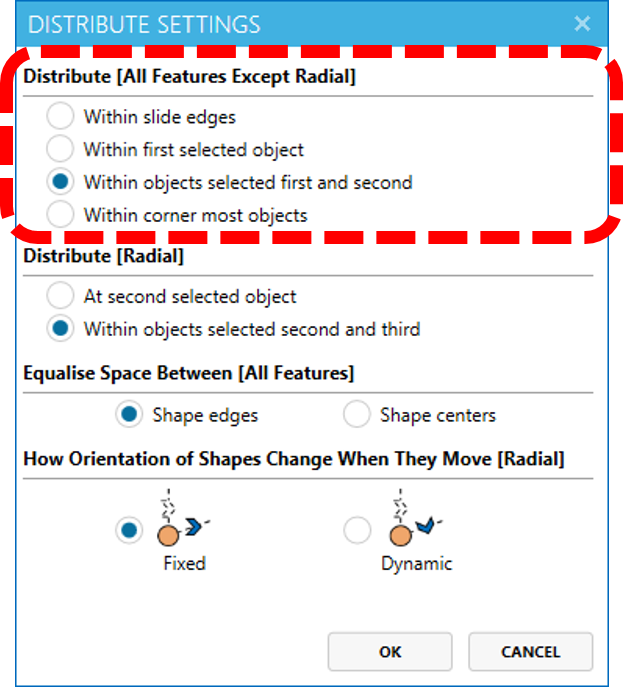 DISTRIBUTE SETTINGS
Distribute [All Features Except Radial]
Within slide edges
Within first selected object
Within objects selected first and second
Within corner most objects
Distribute [Radial]
At second selected object
Within objects selected second and third
Equalise Space Between [All Features]
Shape edges Shape centers
How Orientation of Shapes Change When They Move [Radial]
Fixed Dynamic
OK CANCEL